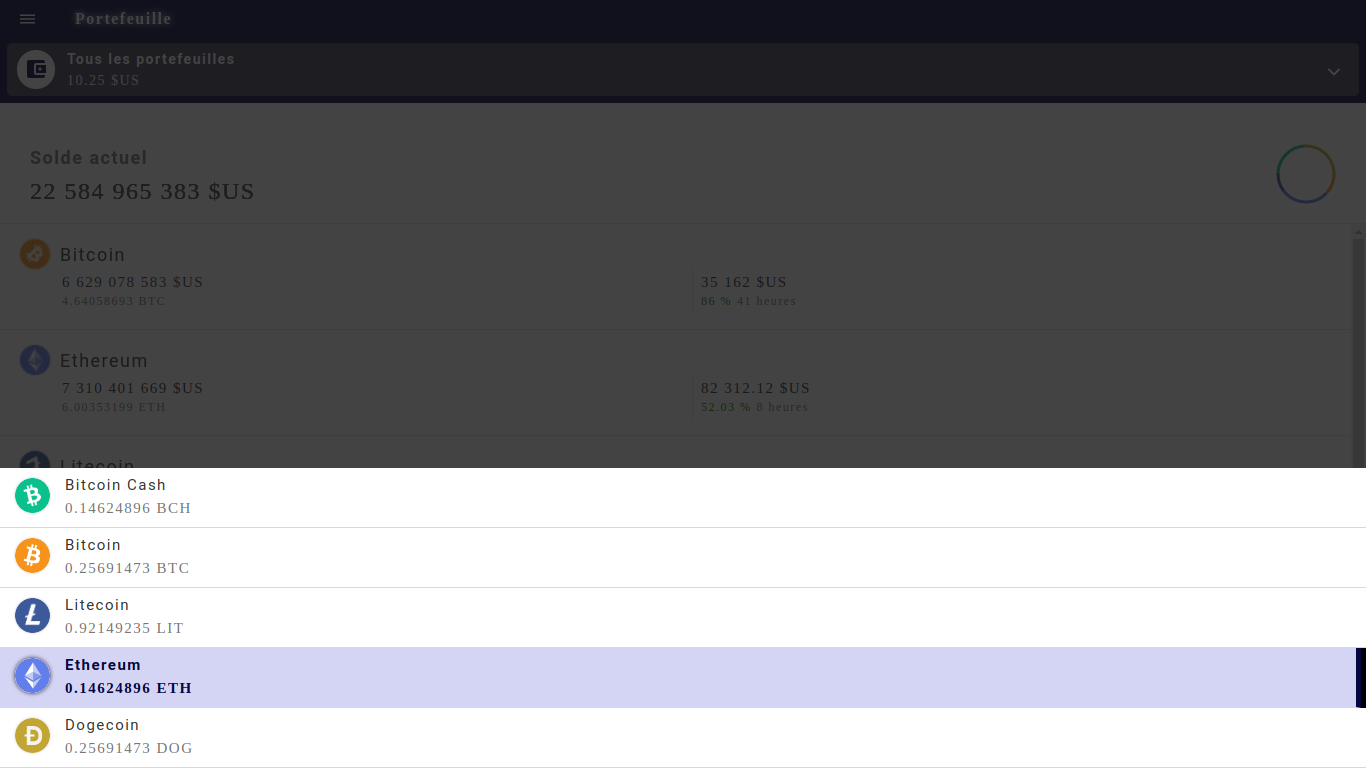 Portefeuille
Tous les portefeuilles
10.25 $US
Solde actuel
22 584 965 383 $US
Bitcoin
6 629 078 583 $US
4.64058693 BTC
35 162 $US
86 % 41 heures
Ethereum
7 310 401 669 $US
6.00353199 ETH
82 312.12 $US
52.03 % 8 heures
Litecoin
Bitcoin Cash
0.14624896 BCH
Bitcoin
0.25691473 BTC
Litecoin
0.92149235 LIT
Ethereum
0.14624896 ETH
Dogecoin
0.25691473 DOG